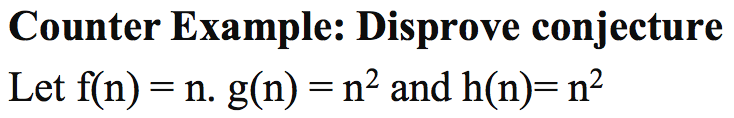 Counter Example: Disprove conjecture
Let f(n) = n. g(n) = n² and h(n)= n²